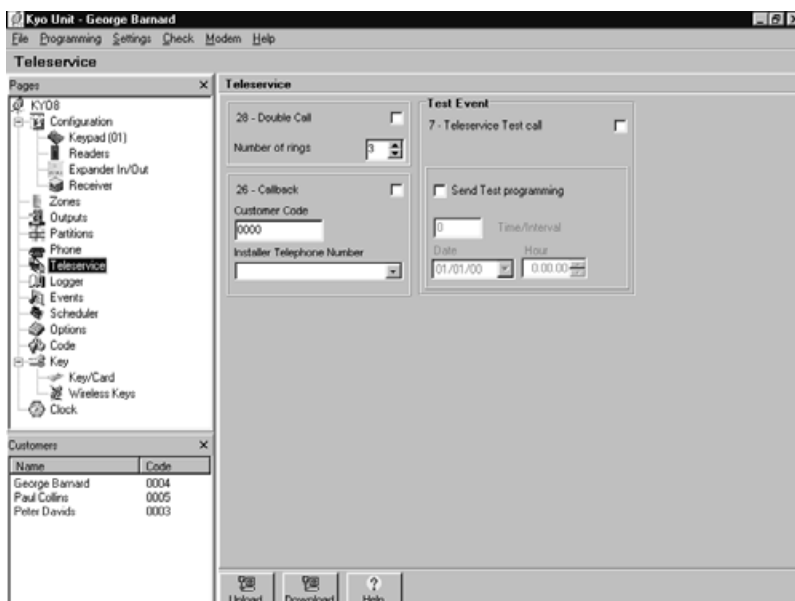 Kyo Unit - George Barnard
File Programming Settings Check Modem Help
Teleservice
Pages
KYO8
Configuration
Keypad (01)
Readers
Expander In/Out
Receiver
Zones
Outputs
Partitions
Phone
Teleservice
Logger
Events
Scheduler
Options
Code
Key
Key/Card
Wireless Keys
Clock
Customers
Name Code
George Barnard 0004
Paul Collins 0005
Peter Davids 0003
Teleservice
28 - Double Call
Number of rings 3
26 - Callback
Customer Code
0000
Installer Telephone Number
Test Event
7 - Teleservice Test call
Send Test programming
0 Time/Interval
Date Hour
01/01/00 0.00.00
Upload Download Help